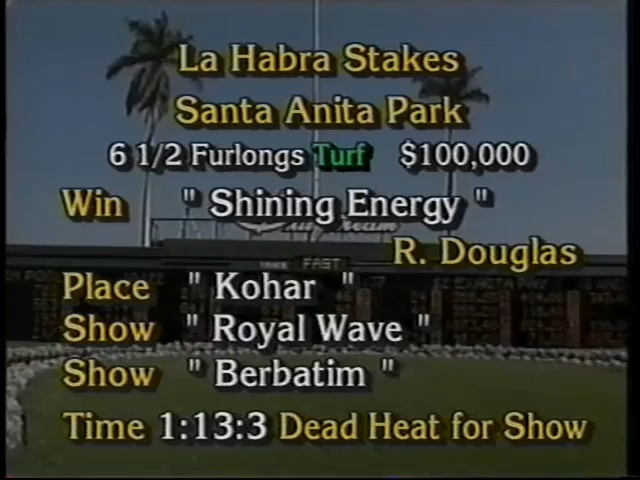 La Habra Stakes
Santa Anita Park
6 1/2 Furlongs Turf $100,000
Win " Shining Energy "
R. Douglas
FAST
Place " Kohar "
Show " Royal Wave "
Show " Berbatim "
Time 1:13:3 Dead Heat for Show